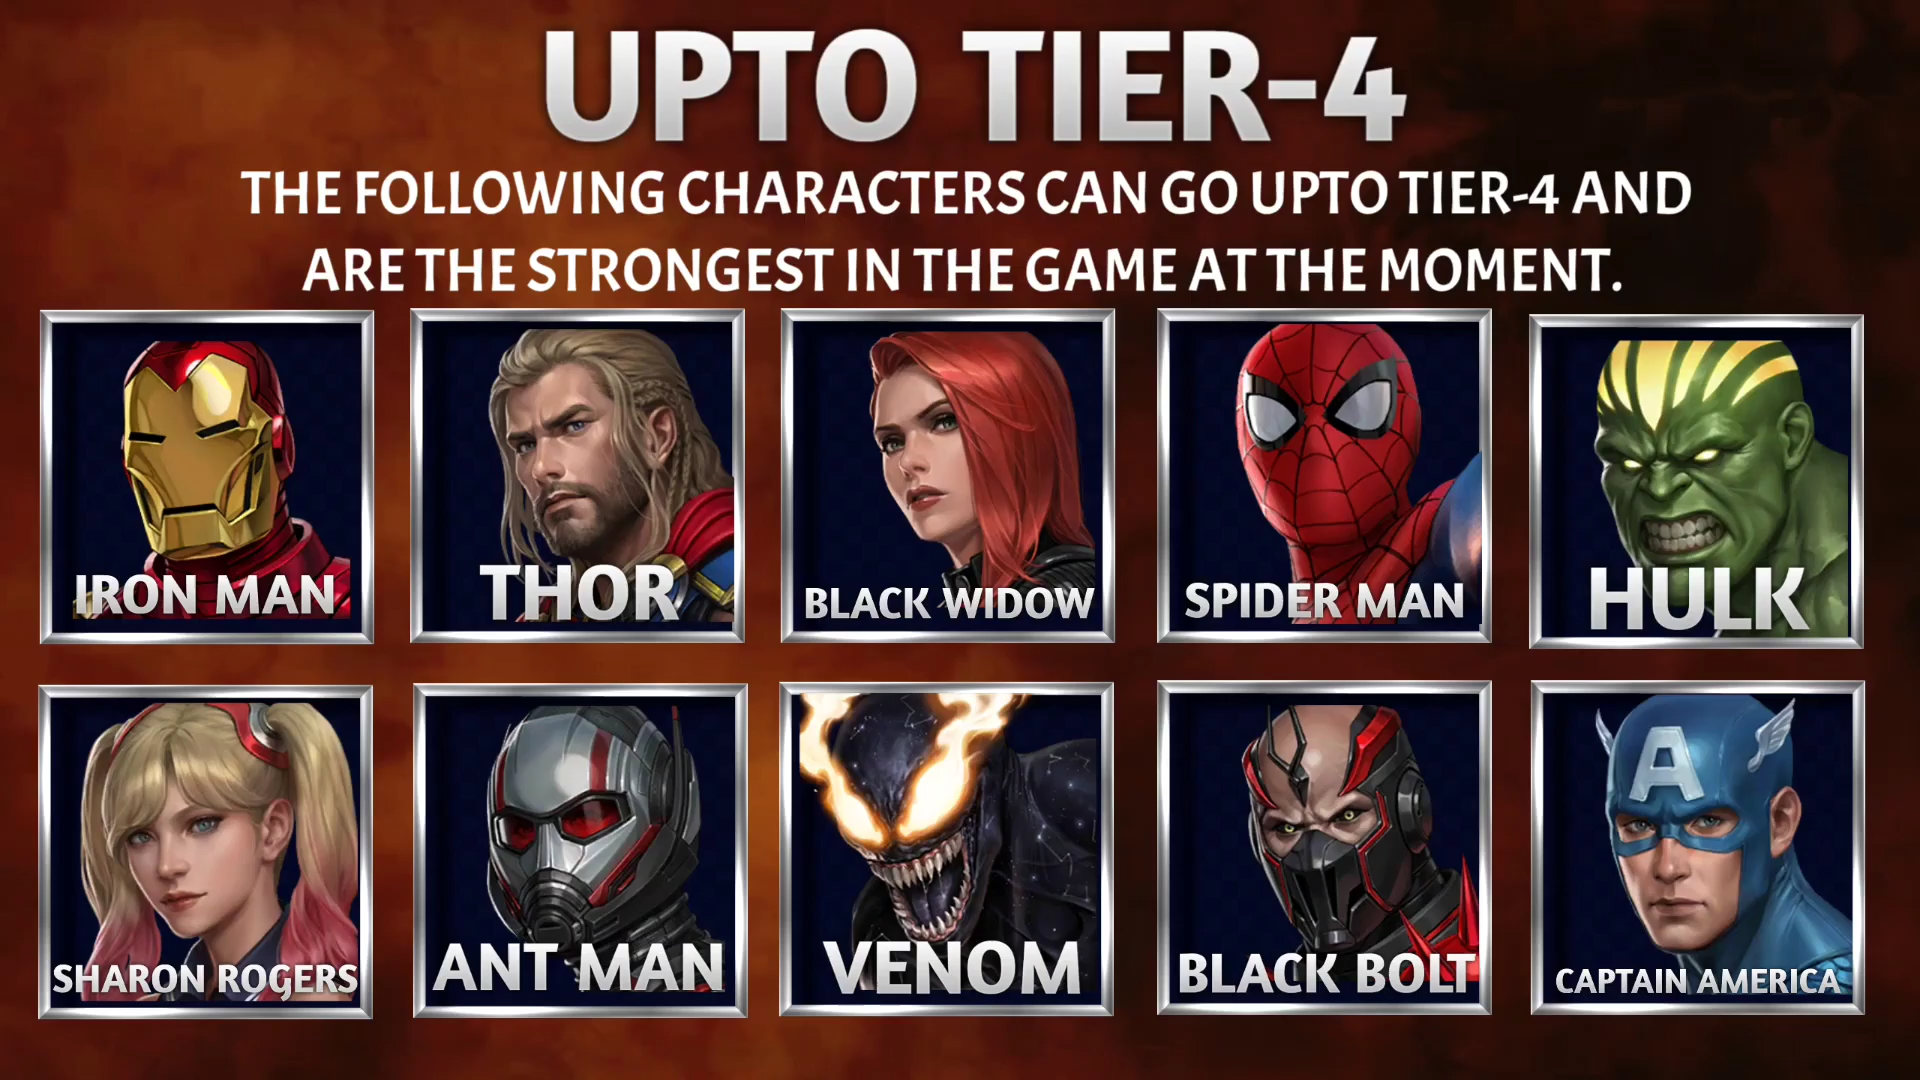 UPTO TIER-4
THE FOLLOWING CHARACTERS CAN GO UPTO TIER-4 AND
ARE THE STRONGEST IN THE GAME AT THE MOMENT.
IRON MAN
THOR
BLACK WIDOW
SPIDER MAN
HULK
A
SHARON ROGERS
ANT MAN
VENOM
BLACK BOLT
CAPTAIN AMERICA